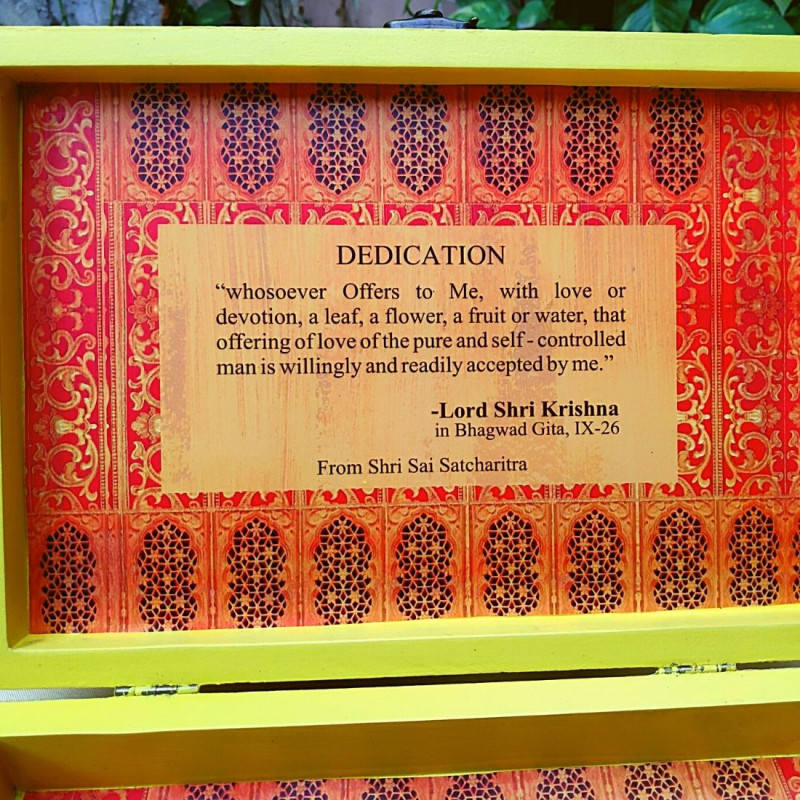 DEDICATION
“whosoever Offers to Me, with love or
devotion, a leaf, a flower, a fruit or water, that
offering of love of the pure and self - controlled
man is willingly and readily accepted by me.”
-Lord Shri Krishna
in Bhagwad Gita, IX-26
From Shri Sai Satcharitra